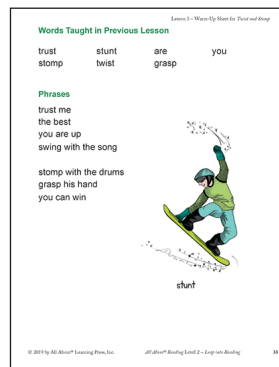 Lesson 3 – Warm-Up Sheet for Twist and Stomp
Words Taught in Previous Lesson
trust stunt are you
stomp twist grasp
Phrases
trust me
the best
you are up
swing with the song
stomp with the drums
grasp his hand
you can win
stunt
© 2019 by All About® Learning Press, Inc. All About® Reading Level 2 – Leap into Reading 33